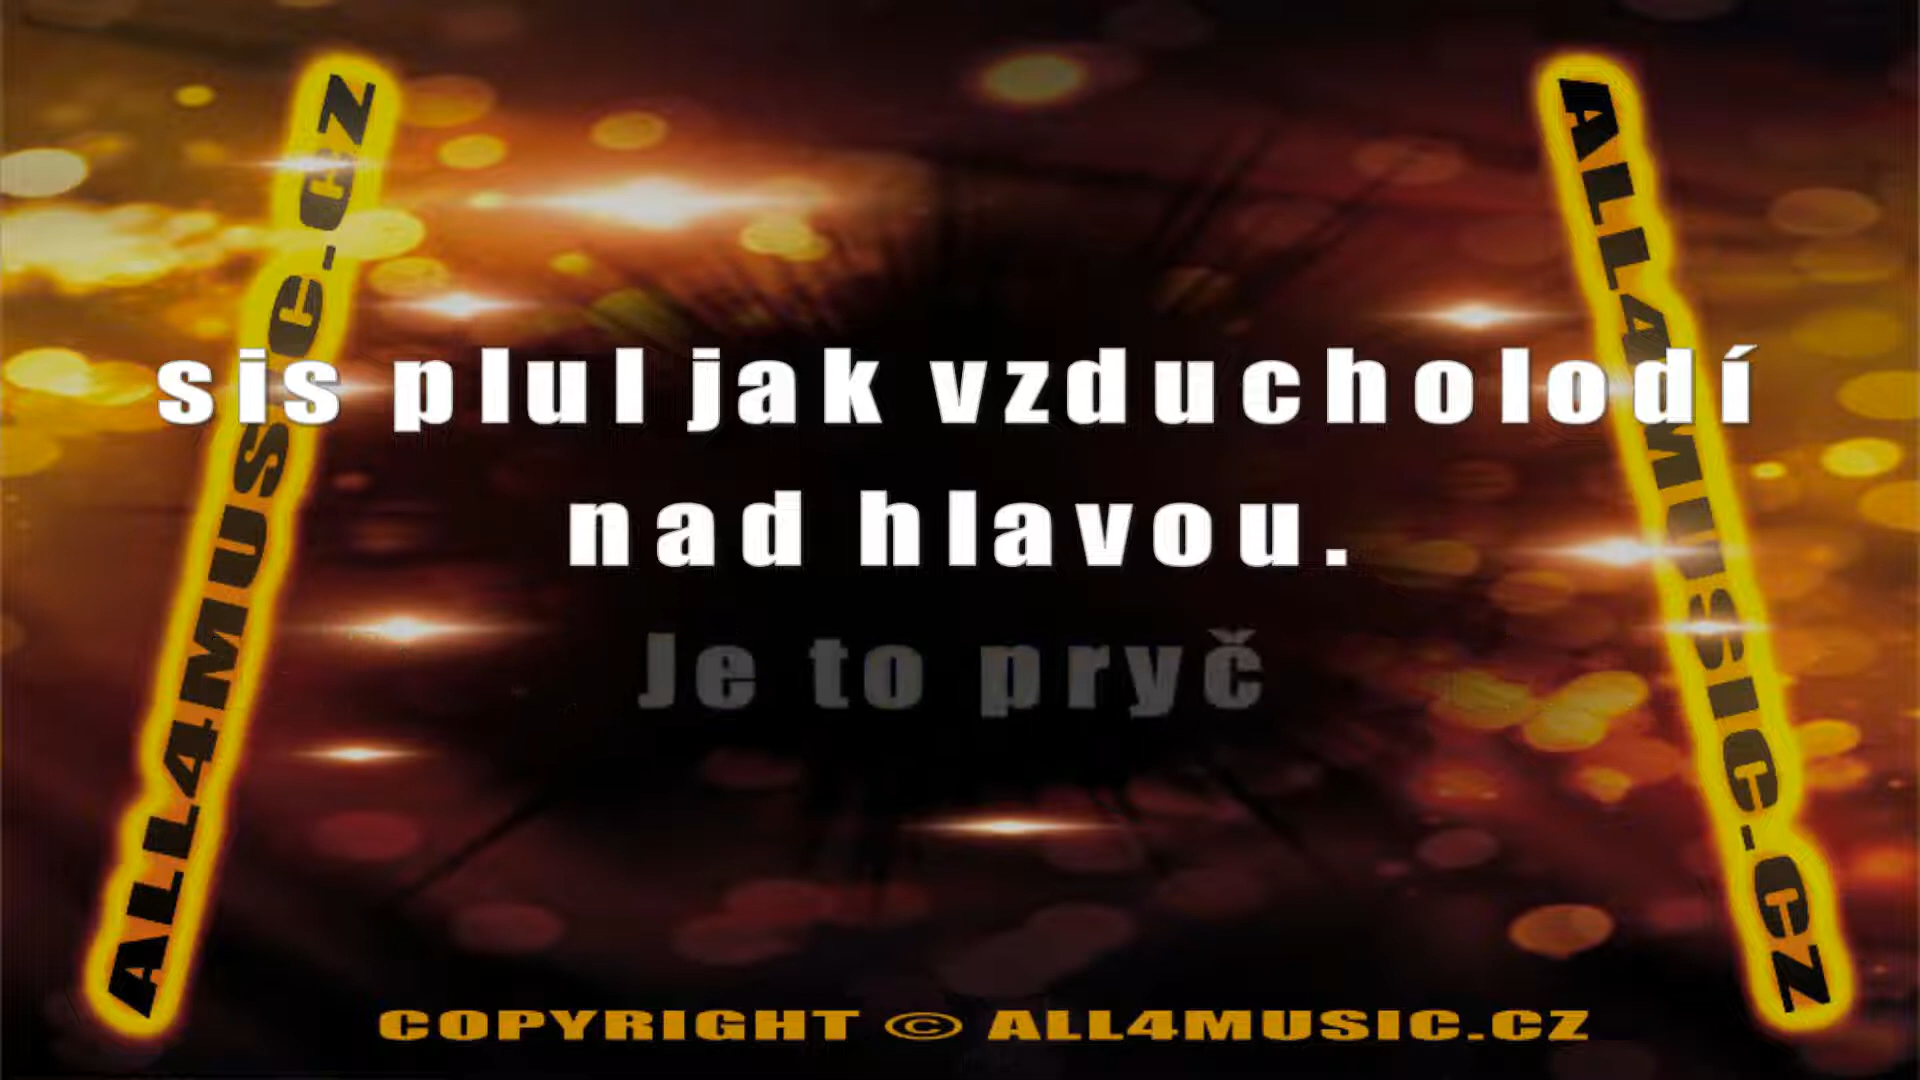 ALL4MUSIC.CZ
ALL4MUSIC.CZ
sis plul jak vzducholodí
nad hlavou.
Je to pryč
COPYRIGHT © ALL4MUSIC.CZ